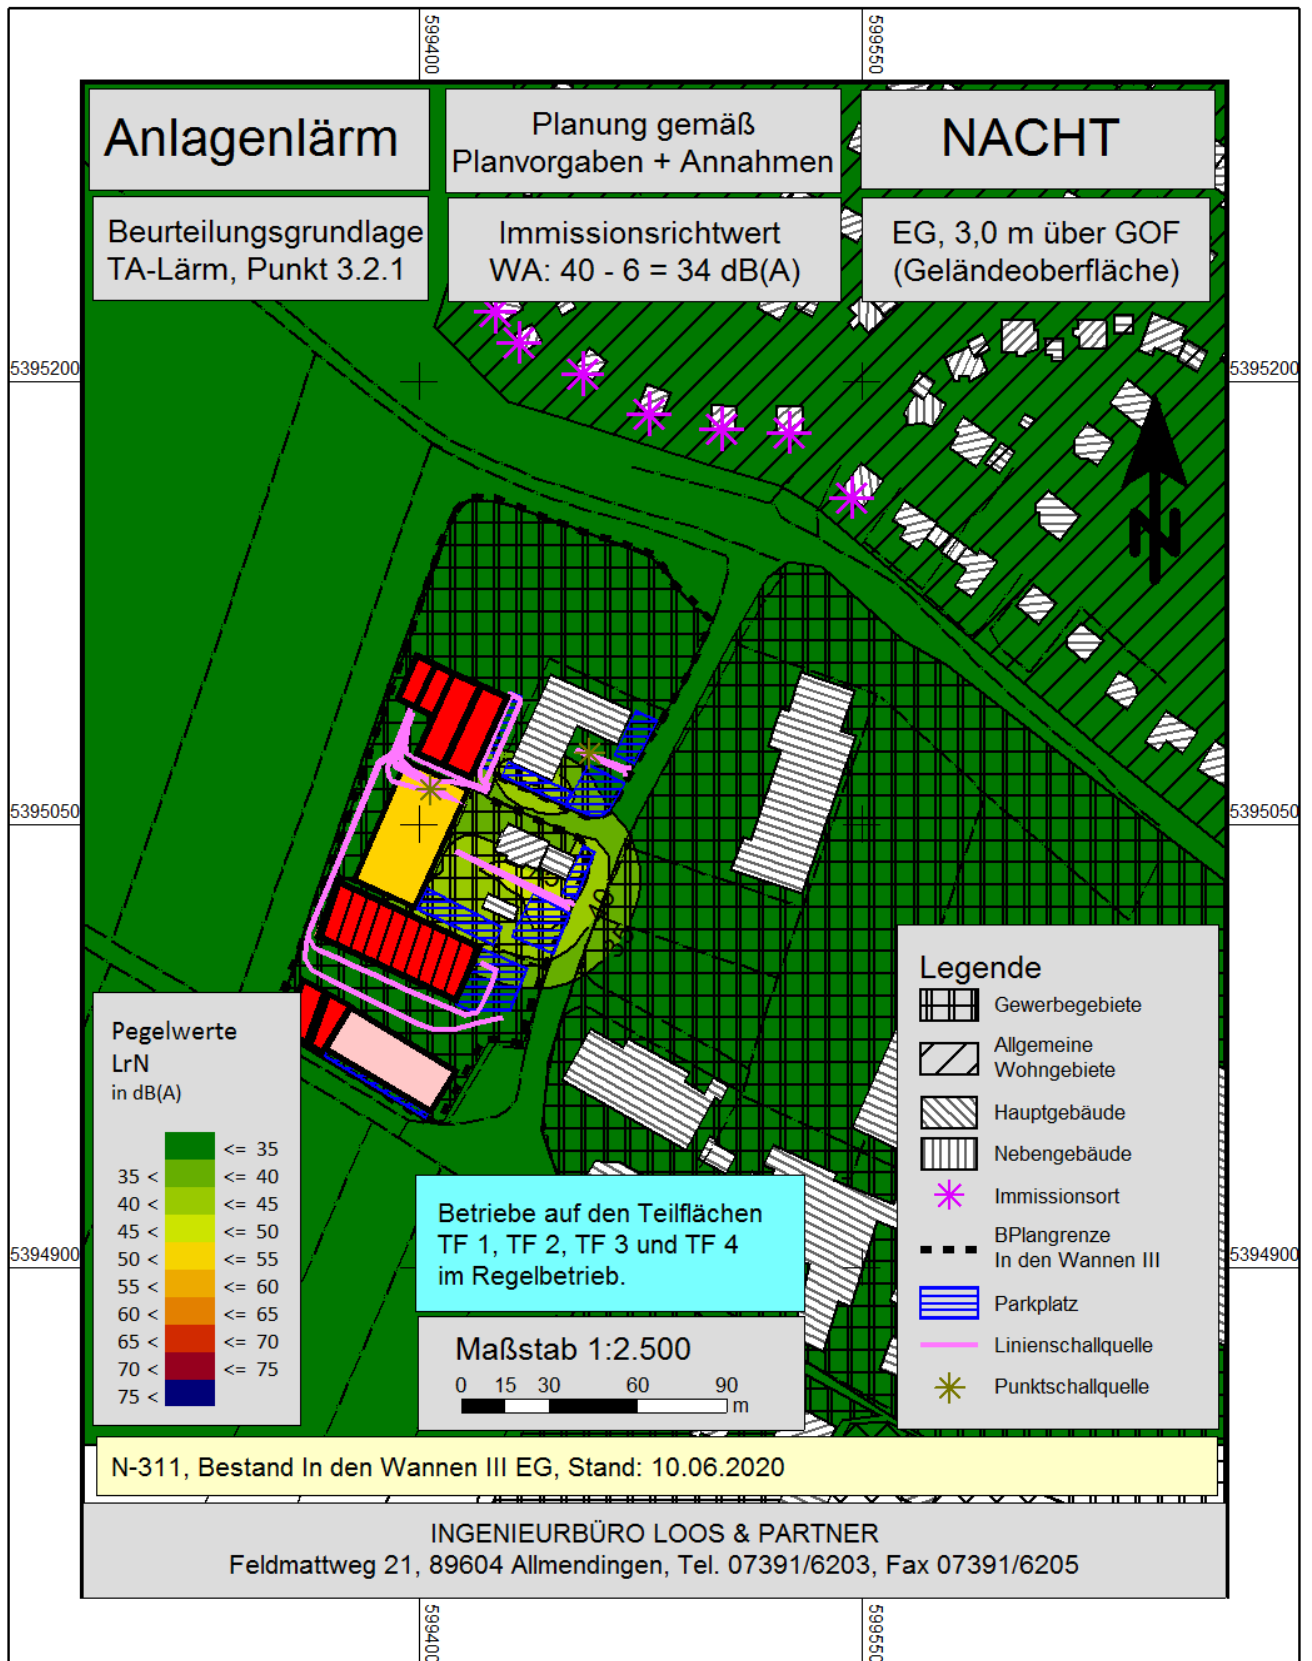 599400
599550
Anlagenlärm
Planung gemäß
Planvorgaben + Annahmen
NACHT
Beurteilungsgrundlage
TA-Lärm, Punkt 3.2.1
Immissionsrichtwert
WA: 40 - 6 = 34 dB(A)
EG, 3,0 m über GOF
(Geländeoberfläche)
5395200
5395200
N
5395050
5395050
40
35
Pegelwerte
LrN
in dB(A)
<= 35
35 < <= 40
40 < <= 45
45 < <= 50
50 < <= 55
55 < <= 60
60 < <= 65
65 < <= 70
70 < <= 75
75 <
Legende
Gewerbegebiete
Allgemeine
Wohngebiete
Hauptgebäude
Nebengebäude
Immissionsort
BPlangrenze
In den Wannen III
Parkplatz
Linienschallquelle
Punktschallquelle
5394900
5394900
Betriebe auf den Teilflächen
TF 1, TF 2, TF 3 und TF 4
im Regelbetrieb.
Maßstab 1:2.500
0 15 30 60 90
m
N-311, Bestand In den Wannen III EG, Stand: 10.06.2020
INGENIEURBÜRO LOOS & PARTNER
Feldmattweg 21, 89604 Allmendingen, Tel. 07391/6203, Fax 07391/6205
599400
599550